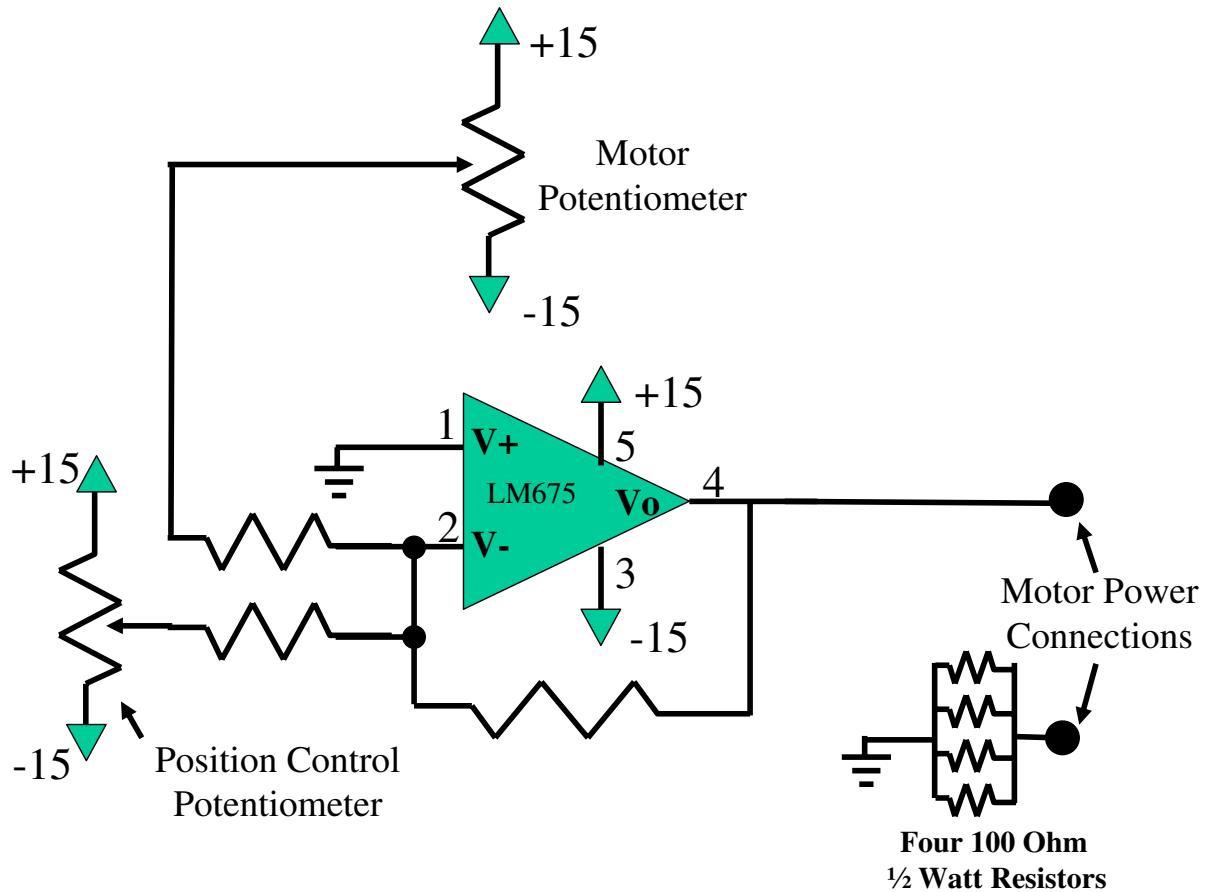 +15
Motor
Potentiometer
-15
+15
1
V+
5
LM675
Vo
4
+15
2
V-
3
-15
Motor Power
Connections
-15
Position Control
Potentiometer
Four 100 Ohm
½ Watt Resistors